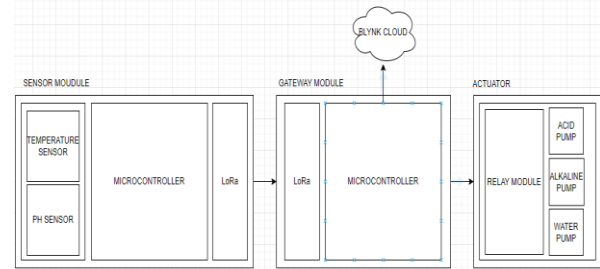 BLYNK CLOUD
SENSOR MOUDULE
GATEWAY MODULE
ACTUATOR
TEMPERATURE
SENSOR
PH SENSOR
MICROCONTROLLER
LoRa
LoRa
MICROCONTROLLER
RELAY MODULE
ACID
PUMP
ALKALINE
PUMP
WATER
PUMP